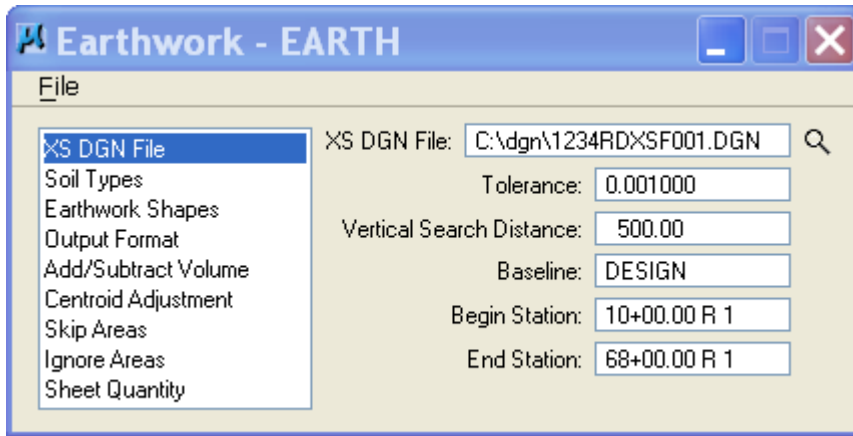 Earthwork - EARTH
File
XS DGN File
Soil Types
Earthwork Shapes
Output Format
Add/Subtract Volume
Centroid Adjustment
Skip Areas
Ignore Areas
Sheet Quantity
XS DGN File: C:\dgn\1234RDXSF001.DGN
Tolerance: 0.001000
Vertical Search Distance: 500.00
Baseline: DESIGN
Begin Station: 10+00.00 R 1
End Station: 68+00.00 R 1